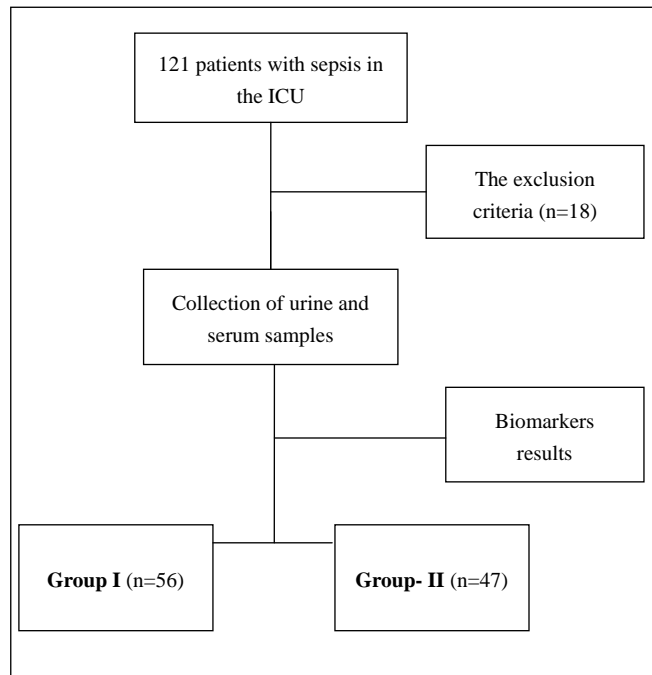 121 patients with sepsis in
the ICU
The exclusion
criteria (n=18)
Collection of urine and
serum samples
Biomarkers
results
Group I (n=56)
Group- II (n=47)